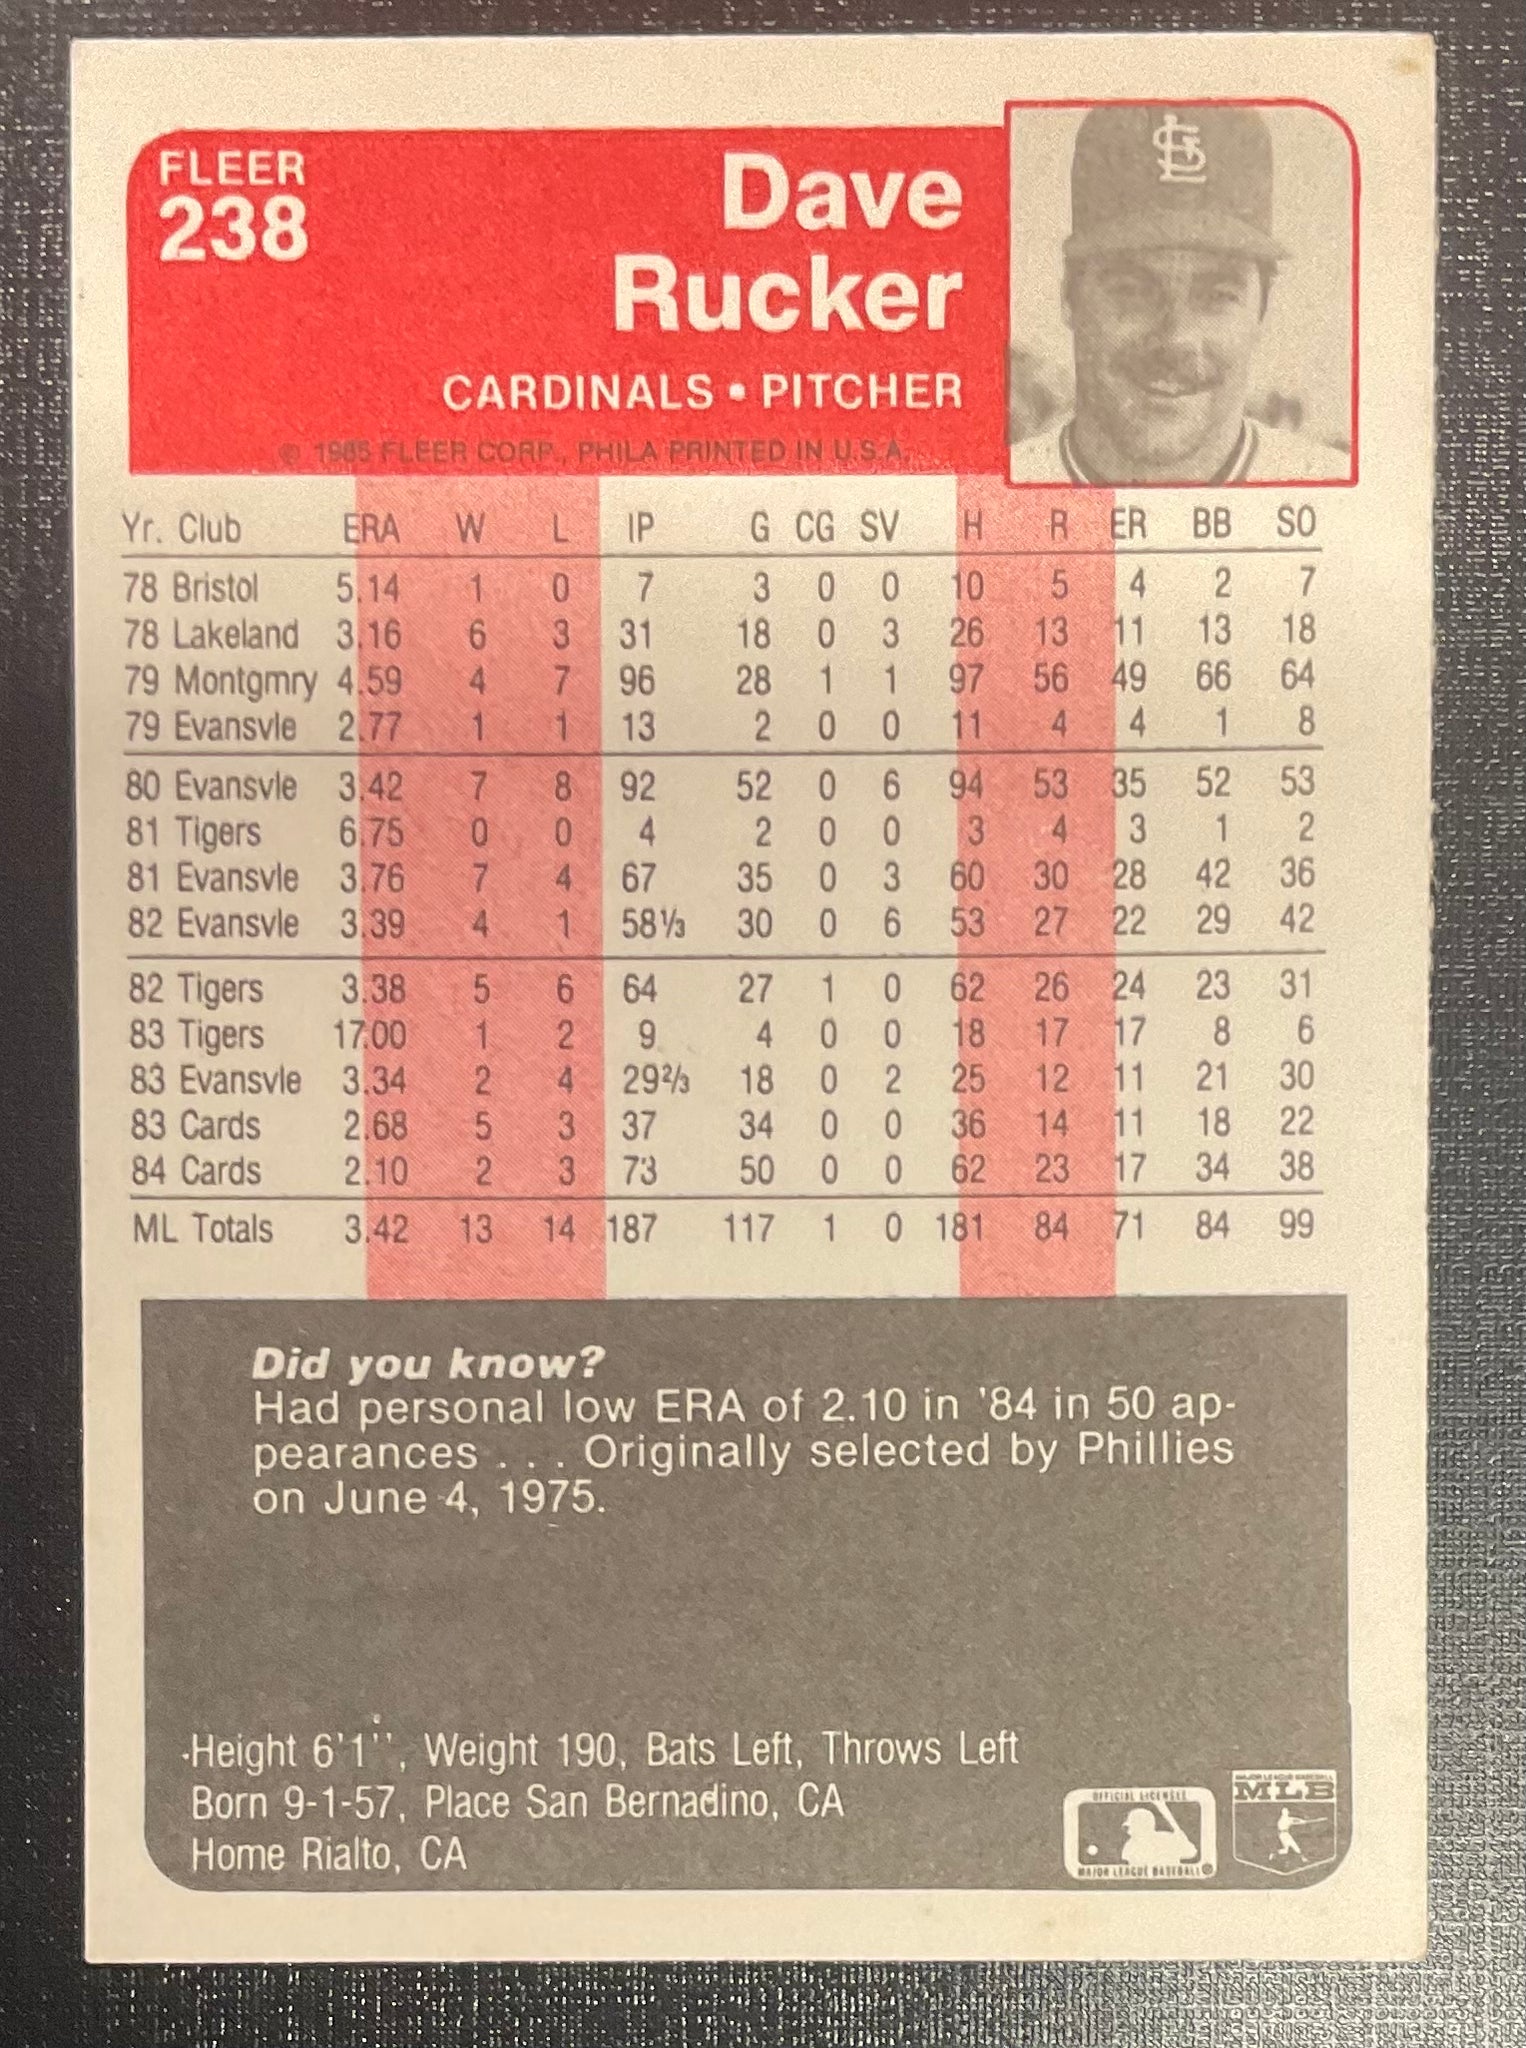 FLEER
238
Dave
Rucker
CARDINALS • PITCHER
© 1985 FLEER CORP., PHILA PRINTED IN U.S.A.
Yr. Club ERA W L IP G CG SV H R ER BB SO
78 Bristol 5.14 1 0 7 3 0 0 10 5 4 2 7
78 Lakeland 3.16 6 3 31 18 0 3 26 13 11 13 18
79 Montgmry 4.59 4 7 96 28 1 1 97 56 49 66 64
79 Evansvle 2.77 1 1 13 2 0 0 11 4 4 1 8
80 Evansvle 3.42 7 8 92 52 0 6 94 53 35 52 53
81 Tigers 6.75 0 0 4 2 0 0 3 4 3 1 2
81 Evansvle 3.76 7 4 67 35 0 3 60 30 28 42 36
82 Evansvle 3.39 4 1 58⅓ 30 0 6 53 27 22 29 42
82 Tigers 3.38 5 6 64 27 1 0 62 26 24 23 31
83 Tigers 17.00 1 2 9 4 0 0 18 17 17 8 6
83 Evansvle 3.34 2 4 29⅔ 18 0 2 25 12 11 21 30
83 Cards 2.68 5 3 37 34 0 0 36 14 11 18 22
84 Cards 2.10 2 3 73 50 0 0 62 23 17 34 38
ML Totals 3.42 13 14 187 117 1 0 181 84 71 84 99
Did you know?
Had personal low ERA of 2.10 in '84 in 50 ap-
pearances . . . Originally selected by Phillies
on June 4, 1975.
Height 6'1'', Weight 190, Bats Left, Throws Left
Born 9-1-57, Place San Bernadino, CA
Home Rialto, CA
OFFICIAL LICENSEE
MAJOR LEAGUE BASEBALL®
MAJOR LEAGUE BASEBALL
MLB